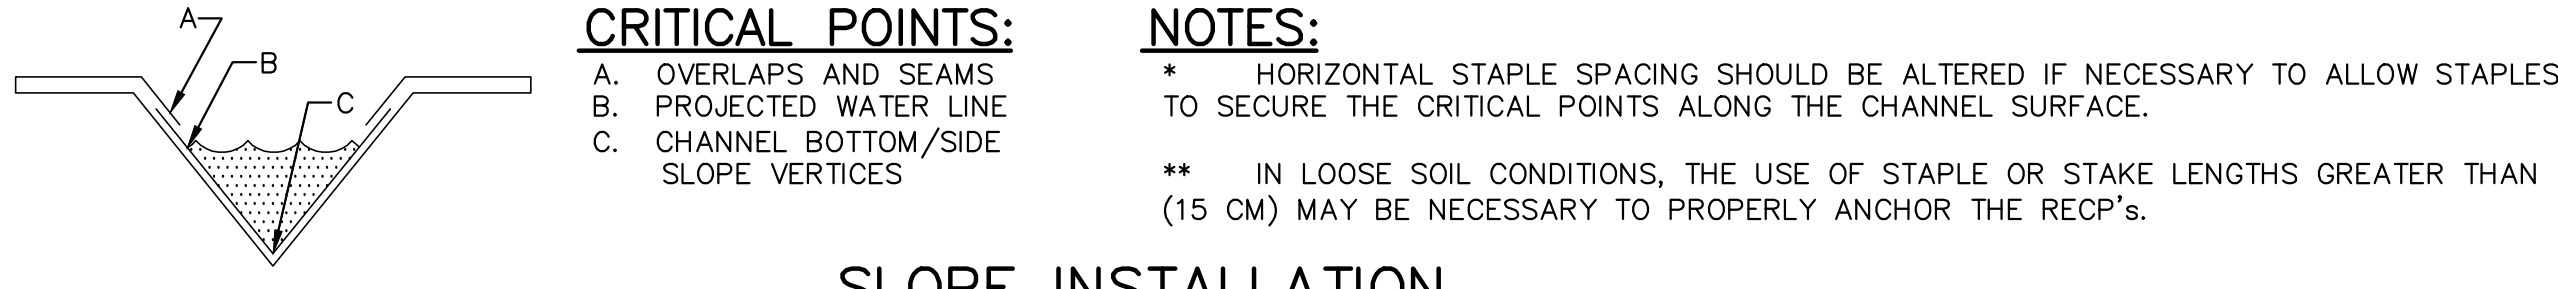 A
B
C
CRITICAL POINTS:
A. OVERLAPS AND SEAMS
B. PROJECTED WATER LINE
C. CHANNEL BOTTOM/SIDE
SLOPE VERTICES
NOTES:
* HORIZONTAL STAPLE SPACING SHOULD BE ALTERED IF NECESSARY TO ALLOW STAPLES
TO SECURE THE CRITICAL POINTS ALONG THE CHANNEL SURFACE.
** IN LOOSE SOIL CONDITIONS, THE USE OF STAPLE OR STAKE LENGTHS GREATER THAN
(15 CM) MAY BE NECESSARY TO PROPERLY ANCHOR THE RECP's.
SLOPE INSTALLATION